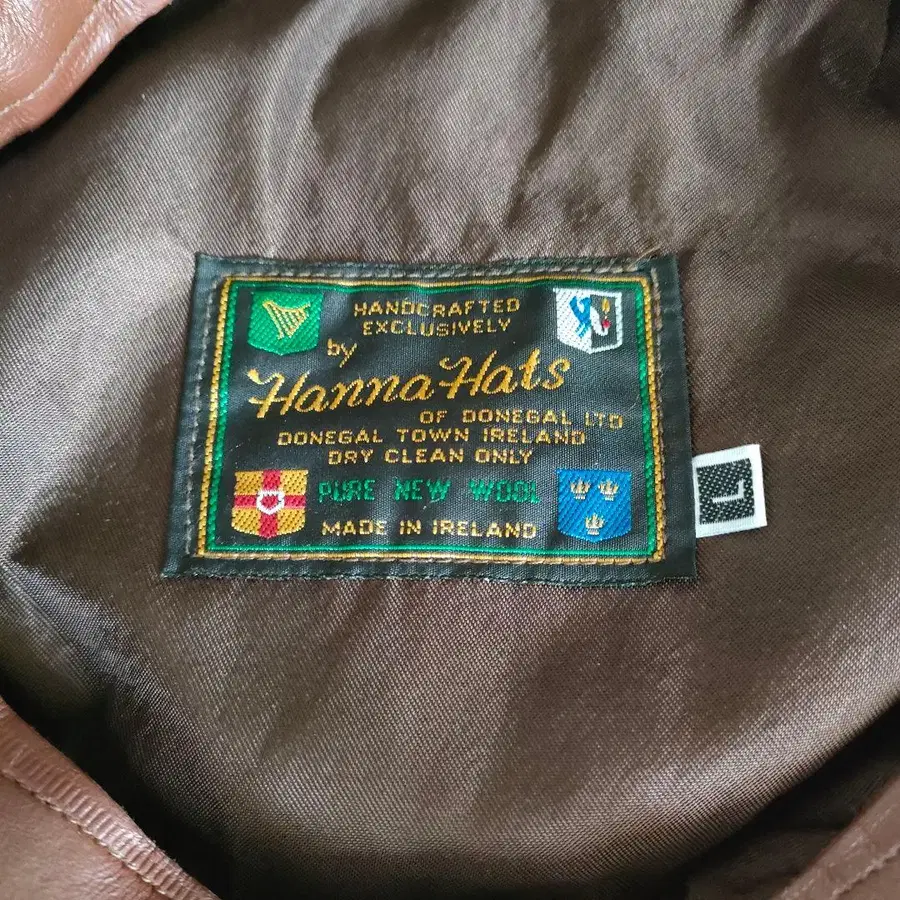 HANDCRAFTED
EXCLUSIVELY
by
Hanna Hats
OF DONEGAL LTD
DONEGAL TOWN IRELAND
DRY CLEAN ONLY
PURE NEW WOOL
MADE IN IRELAND
L